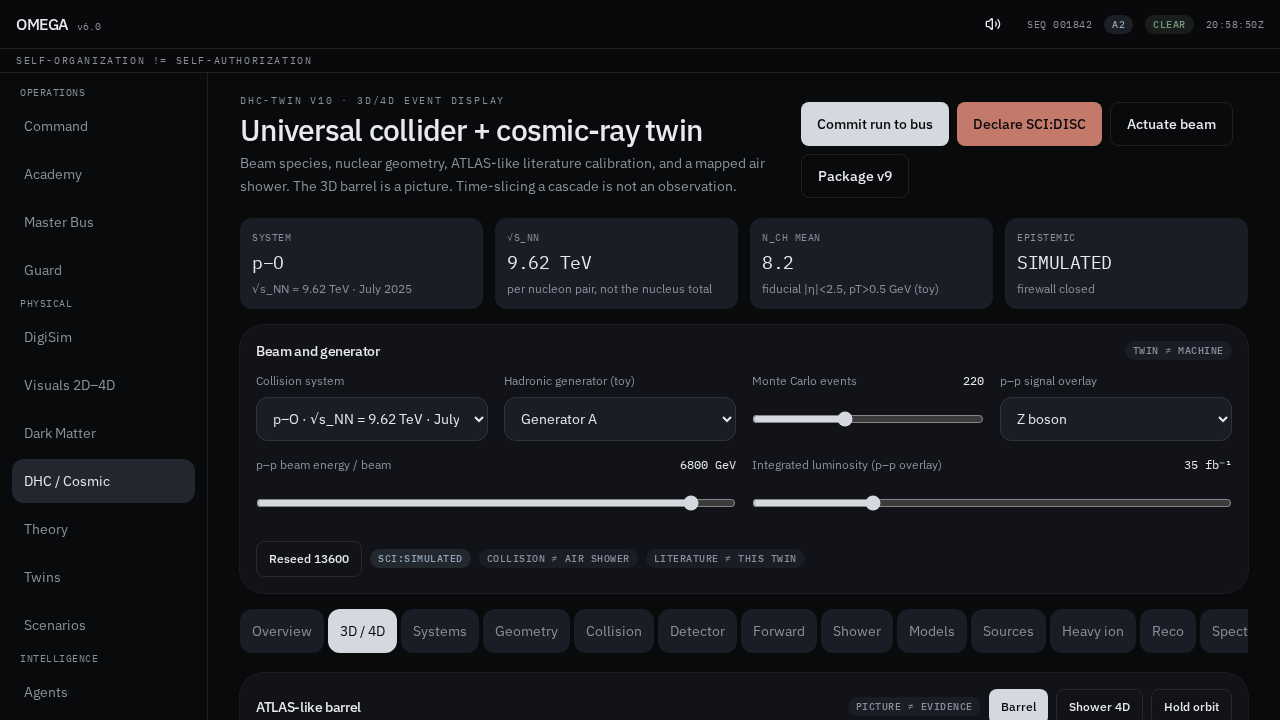 OMEGA v6.0
SEQ 001842 A2 CLEAR 20:58:50Z
SELF-ORGANIZATION != SELF-AUTHORIZATION
OPERATIONS
Command
Academy
Master Bus
Guard
PHYSICAL
DigiSim
Visuals 2D–4D
Dark Matter
DHC / Cosmic
Theory
Twins
Scenarios
INTELLIGENCE
Agents
DHC-TWIN V10 · 3D/4D EVENT DISPLAY
Universal collider + cosmic-ray twin
Beam species, nuclear geometry, ATLAS-like literature calibration, and a mapped air
shower. The 3D barrel is a picture. Time-slicing a cascade is not an observation.
Commit run to bus
Declare SCI:DISC
Actuate beam
Package v9
SYSTEM
p–O
√s_NN = 9.62 TeV · July 2025
√S_NN
9.62 TeV
per nucleon pair, not the nucleus total
N_CH MEAN
8.2
fiducial |η|<2.5, pT>0.5 GeV (toy)
EPISTEMIC
SIMULATED
firewall closed
Beam and generator
TWIN ≠ MACHINE
Collision system
p–O · √s_NN = 9.62 TeV · July
Hadronic generator (toy)
Generator A
Monte Carlo events 220
p–p signal overlay
Z boson
p–p beam energy / beam 6800 GeV
Integrated luminosity (p–p overlay) 35 fb⁻¹
Reseed 13600
SCI:SIMULATED
COLLISION ≠ AIR SHOWER
LITERATURE ≠ THIS TWIN
Overview
3D / 4D
Systems
Geometry
Collision
Detector
Forward
Shower
Models
Sources
Heavy ion
Reco
Spect
ATLAS-like barrel
PICTURE ≠ EVIDENCE
Barrel
Shower 4D
Hold orbit